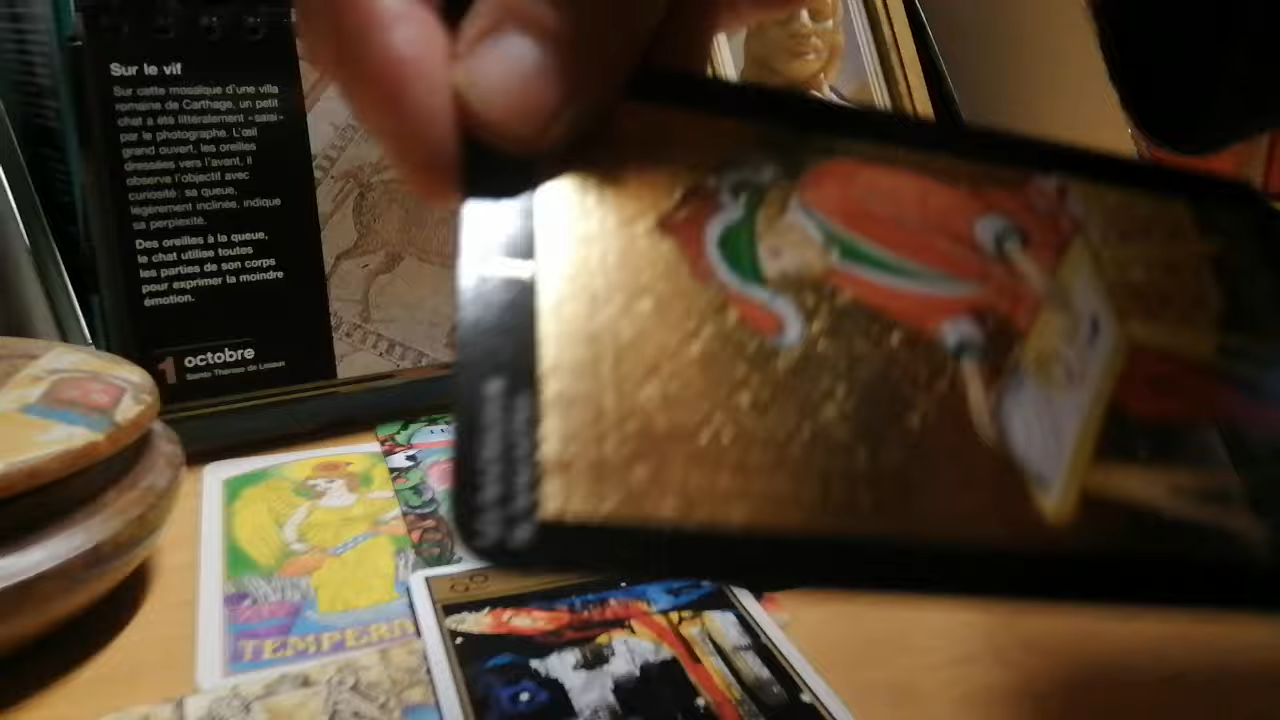 Sur le vif
Sur cette mosaïque d'une villa
romaine de Carthage, un petit
chat a été littéralement «saisi»
par le photographe. L'œil
grand ouvert, les oreilles
dressées vers l'avant, il
observe l'objectif avec
curiosité ; sa queue,
légèrement inclinée, indique
sa perplexité.
Des oreilles à la queue,
le chat utilise toutes
les parties de son corps
pour exprimer la moindre
émotion.
1 octobre
Sainte Thérèse de Lisieux
TEMPERA